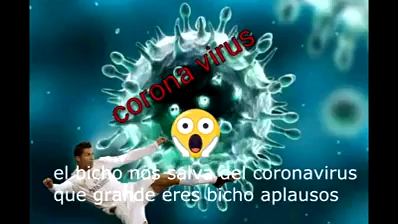 corona virus
el bicho nos salva del coronavirus
que grande eres bicho aplausos